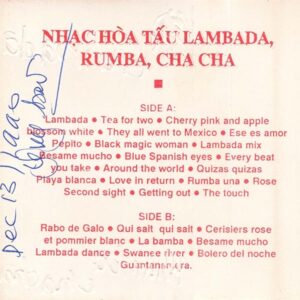 NHẠC HÒA TẤU LAMBADA,
RUMBA, CHA CHA
SIDE A:
Lambada • Tea for two • Cherry pink and apple
blossom white • They all went to Mexico • Ese es amor
Pepito • Black magic woman • Lambada mix
Besame mucho • Blue Spanish eyes • Every beat
you take • Around the world • Quizas quizas
Playa blanca • Love in return • Rumba una • Rose
Second sight • Getting out • The touch
SIDE B:
Rabo de Galo • Qui sait qui sait • Cerisiers rose
et pommier blanc • La bamba • Besame mucho
Lambada dance • Swanee river • Bolero del noche
Guantanamera.
Dec 13